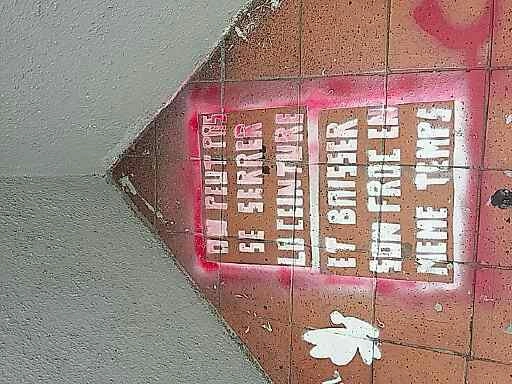 ON PEUT PAS
SE SERRER
LA CEINTURE
ET BAISSER
SON FROC EN
MEME TEMPS